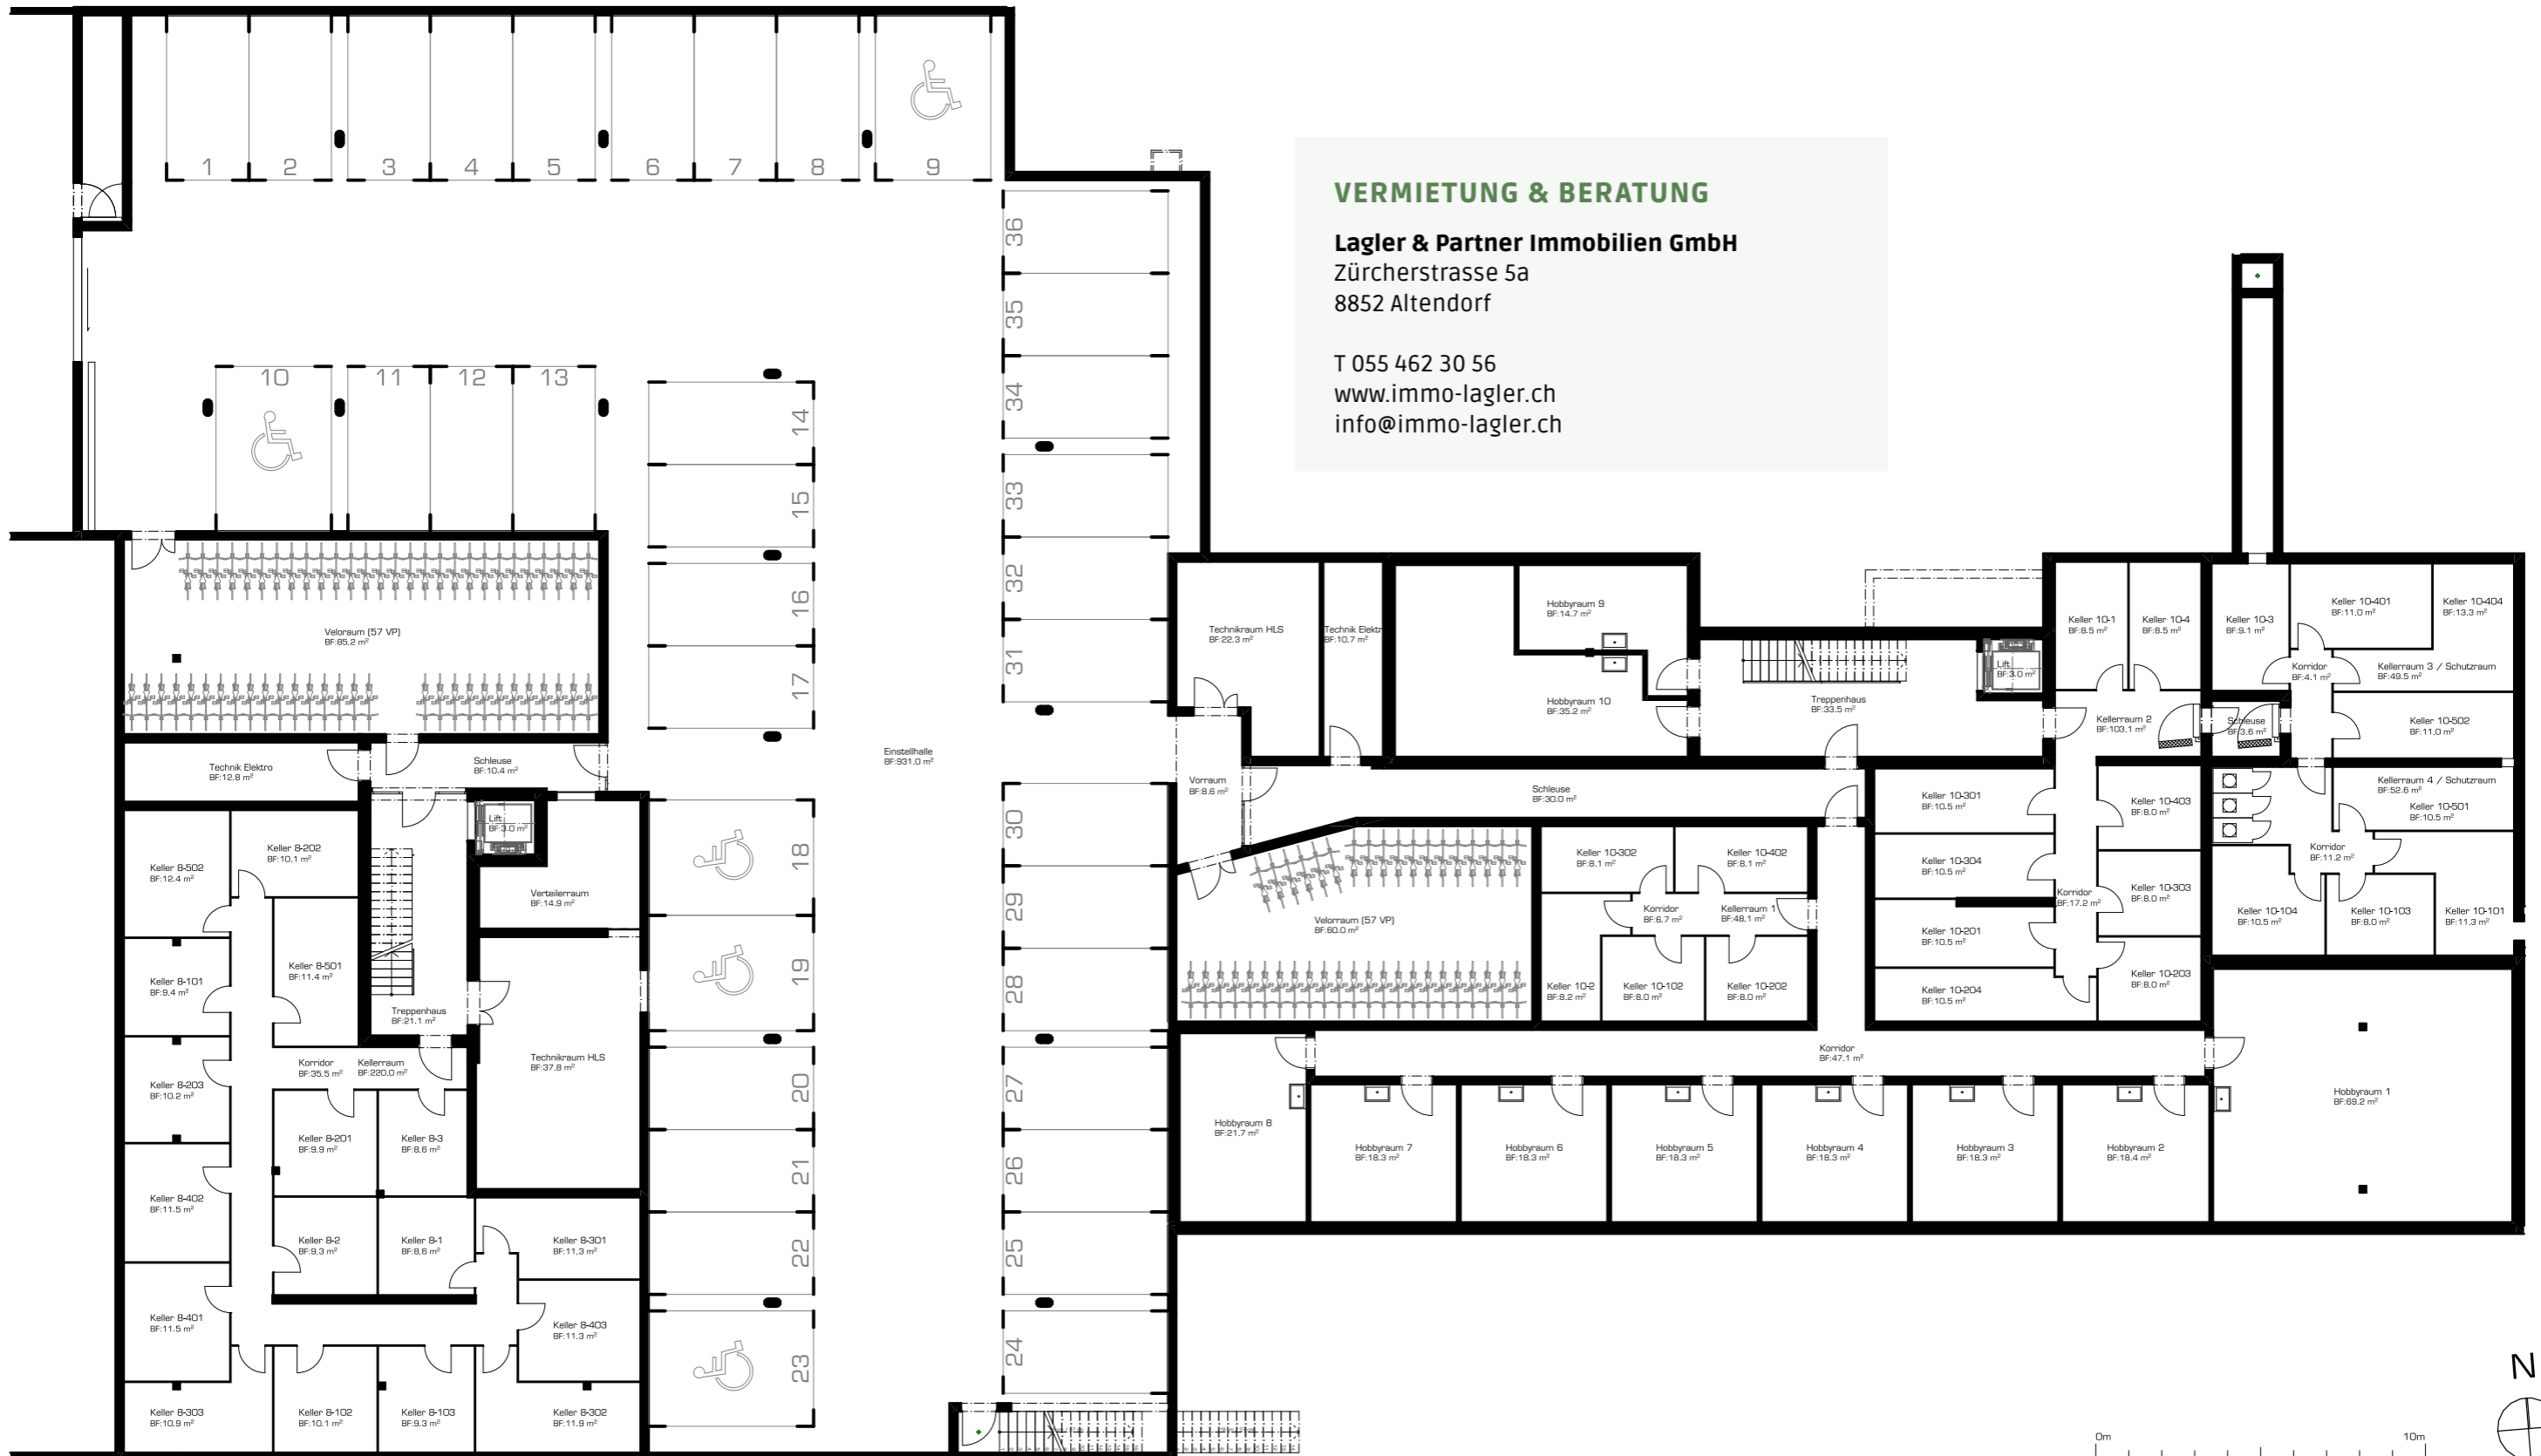 1 2 3 4 5 6 7 8 9
VERMIETUNG & BERATUNG
Lagler & Partner Immobilien GmbH
Zürcherstrasse 5a
8852 Altendorf
T 055 462 30 56
www.immo-lagler.ch
info@immo-lagler.ch
36
35
34
33
32
31
30
29
28
27
26
25
24
10 11 12 13
14
15
16
17
18
19
20
21
22
23
Einstellhalle
BF:931.0 m²
Veloraum (57 VP)
BF:85.2 m²
Technik Elektro
BF:12.8 m²
Schleuse
BF:10.4 m²
Lift
BF:3.0 m²
Verteilerraum
BF:14.9 m²
Keller 8-502
BF:12.4 m²
Keller 8-202
BF:10.1 m²
Keller 8-501
BF:11.4 m²
Keller 8-101
BF:9.4 m²
Treppenhaus
BF:21.1 m²
Technikraum HLS
BF:37.8 m²
Korridor
BF:35.5 m²
Kellerraum
BF:220.0 m²
Keller 8-203
BF:10.2 m²
Keller 8-201
BF:9.9 m²
Keller 8-3
BF:8.6 m²
Keller 8-402
BF:11.5 m²
Keller 8-2
BF:9.3 m²
Keller 8-1
BF:8.6 m²
Keller 8-301
BF:11.3 m²
Keller 8-401
BF:11.5 m²
Keller 8-403
BF:11.3 m²
Keller 8-303
BF:10.9 m²
Keller 8-102
BF:10.1 m²
Keller 8-103
BF:9.3 m²
Keller 8-302
BF:11.9 m²
Technikraum HLS
BF:22.3 m²
Technik Elektr
BF:10.7 m²
Hobbyraum 9
BF:14.7 m²
Hobbyraum 10
BF:35.2 m²
Treppenhaus
BF:33.5 m²
Lift
BF:3.0 m²
Keller 10-1
BF:8.5 m²
Keller 10-4
BF:8.5 m²
Keller 10-3
BF:9.1 m²
Keller 10-401
BF:11.0 m²
Keller 10-404
BF:13.3 m²
Korridor
BF:4.1 m²
Kellerraum 3 / Schutzraum
BF:49.5 m²
Kellerraum 2
BF:103.1 m²
Schleuse
BF:3.6 m²
Keller 10-502
BF:11.0 m²
Vorraum
BF:8.6 m²
Schleuse
BF:30.0 m²
Keller 10-301
BF:10.5 m²
Keller 10-403
BF:8.0 m²
Kellerraum 4 / Schutzraum
BF:52.6 m²
Keller 10-501
BF:10.5 m²
Keller 10-302
BF:8.1 m²
Keller 10-402
BF:8.1 m²
Keller 10-304
BF:10.5 m²
Korridor
BF:11.2 m²
Korridor
BF:17.2 m²
Keller 10-303
BF:8.0 m²
Veloraum (57 VP)
BF:60.0 m²
Korridor
BF:6.7 m²
Kellerraum 1
BF:48.1 m²
Keller 10-201
BF:10.5 m²
Keller 10-104
BF:10.5 m²
Keller 10-103
BF:8.0 m²
Keller 10-101
BF:11.3 m²
Keller 10-2
BF:8.2 m²
Keller 10-102
BF:8.0 m²
Keller 10-202
BF:8.0 m²
Keller 10-204
BF:10.5 m²
Keller 10-203
BF:8.0 m²
Korridor
BF:47.1 m²
Hobbyraum 8
BF:21.7 m²
Hobbyraum 7
BF:18.3 m²
Hobbyraum 6
BF:18.3 m²
Hobbyraum 5
BF:18.3 m²
Hobbyraum 4
BF:18.3 m²
Hobbyraum 3
BF:18.3 m²
Hobbyraum 2
BF:18.4 m²
Hobbyraum 1
BF:69.2 m²
N
0m 10m